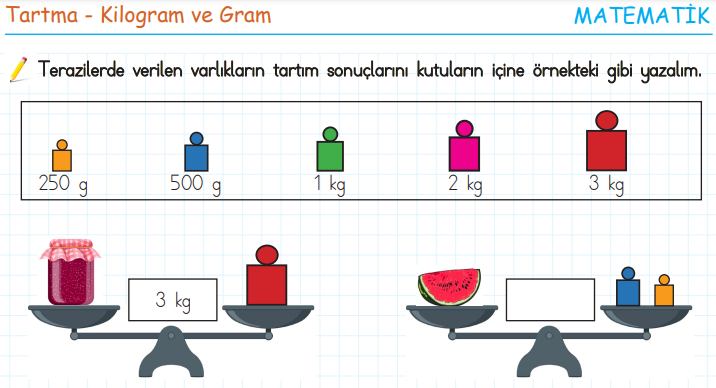 Tartma - Kilogram ve Gram MATEMATİK
Terazilerde verilen varlıkların tartım sonuçlarını kutuların içine örnekteki gibi yazalım.
250 g 500 g 1 kg 2 kg 3 kg
3 kg